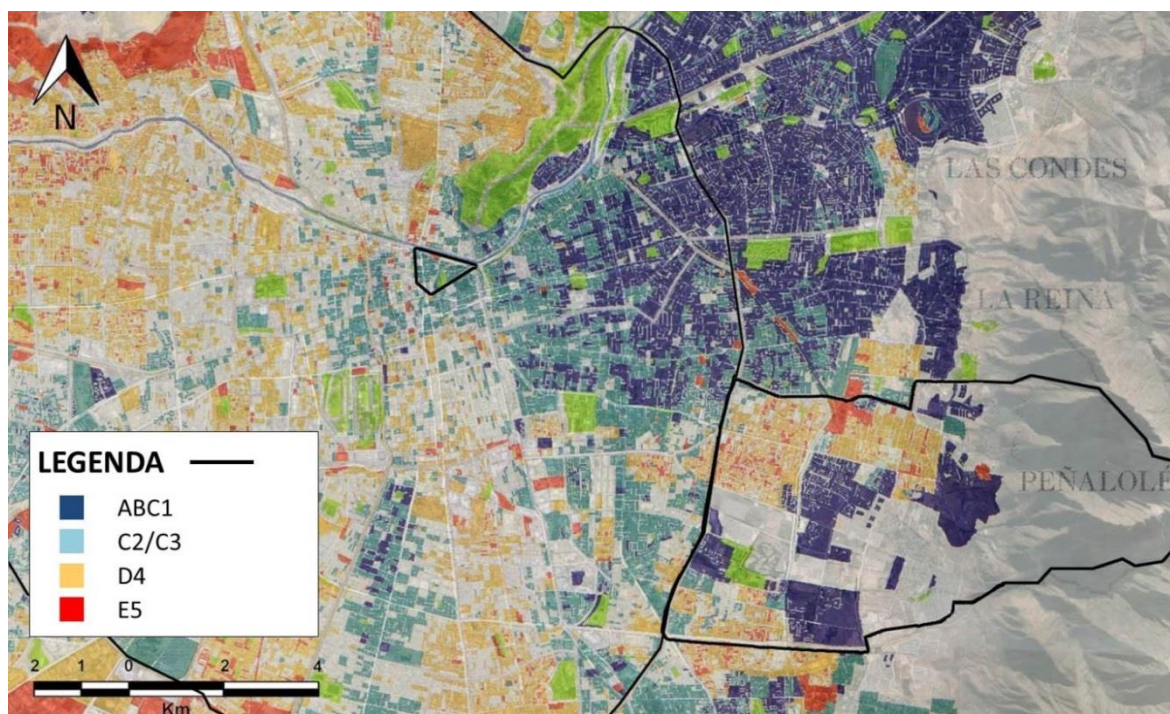 N
LAS CONDES
LA REINA
PEÑALOLÉ
LEGENDA
ABC1
C2/C3
D4
E5
2 1 0 2 4
Km